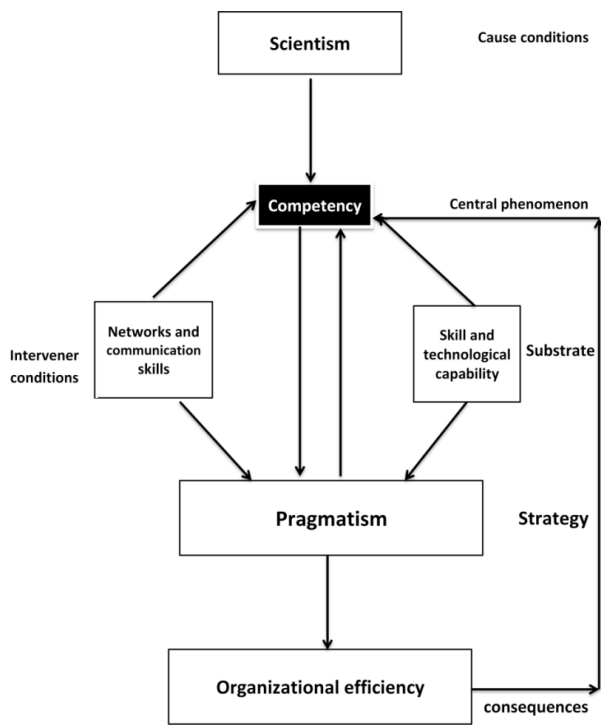 Scientism
Cause conditions
Competency
Central phenomenon
Networks and
communication
skills
Intervener
conditions
Skill and
technological
capability
Substrate
Pragmatism
Strategy
Organizational efficiency
consequences